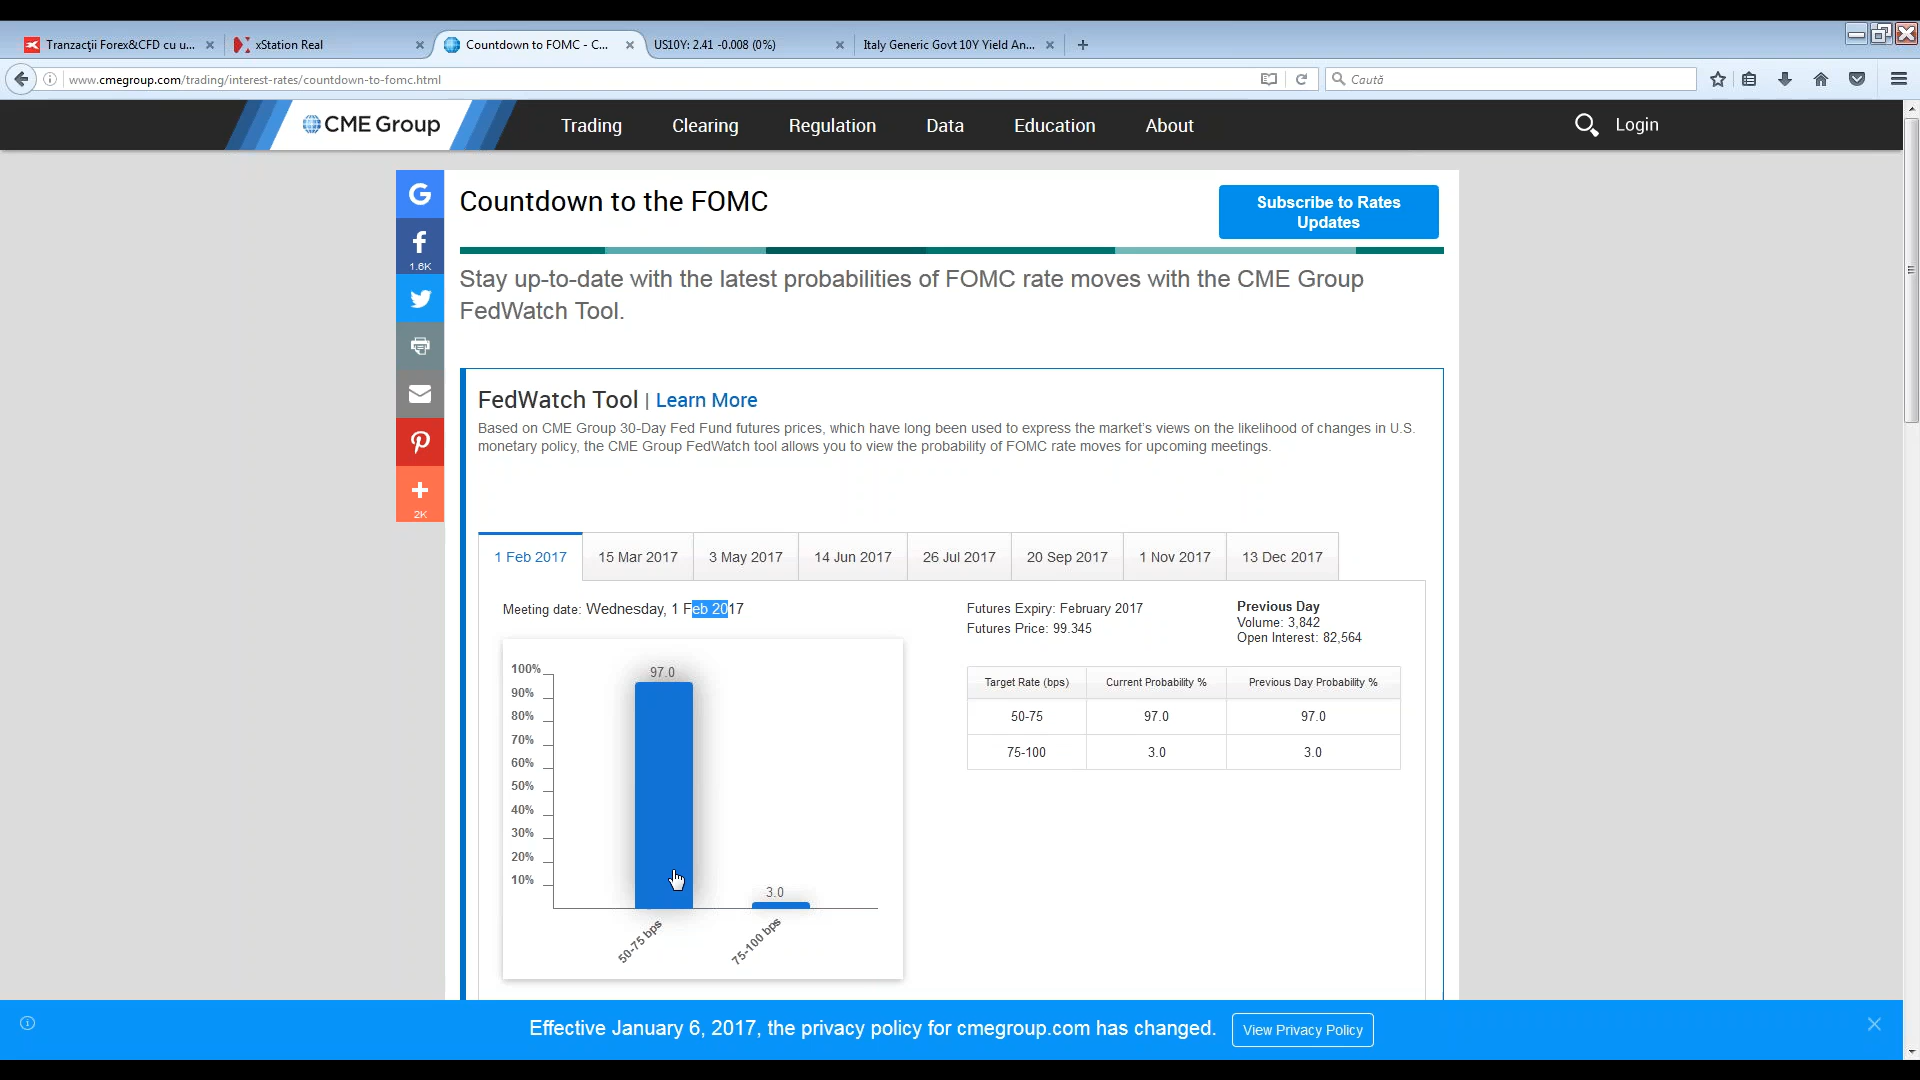 Tranzacții Forex&CFD cu u...
xStation Real
Countdown to FOMC - C...
US10Y: 2.41 -0.008 (0%)
Italy Generic Govt 10Y Yield An...
www.cmegroup.com/trading/interest-rates/countdown-to-fomc.html
Caută
CME Group
Trading
Clearing
Regulation
Data
Education
About
Login
1.6K
2K
Countdown to the FOMC
Subscribe to Rates
Updates
Stay up-to-date with the latest probabilities of FOMC rate moves with the CME Group
FedWatch Tool.
FedWatch Tool | Learn More
Based on CME Group 30-Day Fed Fund futures prices, which have long been used to express the market's views on the likelihood of changes in U.S.
monetary policy, the CME Group FedWatch tool allows you to view the probability of FOMC rate moves for upcoming meetings.
1 Feb 2017
15 Mar 2017
3 May 2017
14 Jun 2017
26 Jul 2017
20 Sep 2017
1 Nov 2017
13 Dec 2017
Meeting date: Wednesday, 1 Feb 2017
Futures Expiry: February 2017
Futures Price: 99.345
Previous Day
Volume: 3,842
Open Interest: 82,564
100%
90%
80%
70%
60%
50%
40%
30%
20%
10%
97.0
3.0
50-75 bps
75-100 bps
Target Rate (bps) Current Probability % Previous Day Probability %
50-75 97.0 97.0
75-100 3.0 3.0
Effective January 6, 2017, the privacy policy for cmegroup.com has changed.
View Privacy Policy